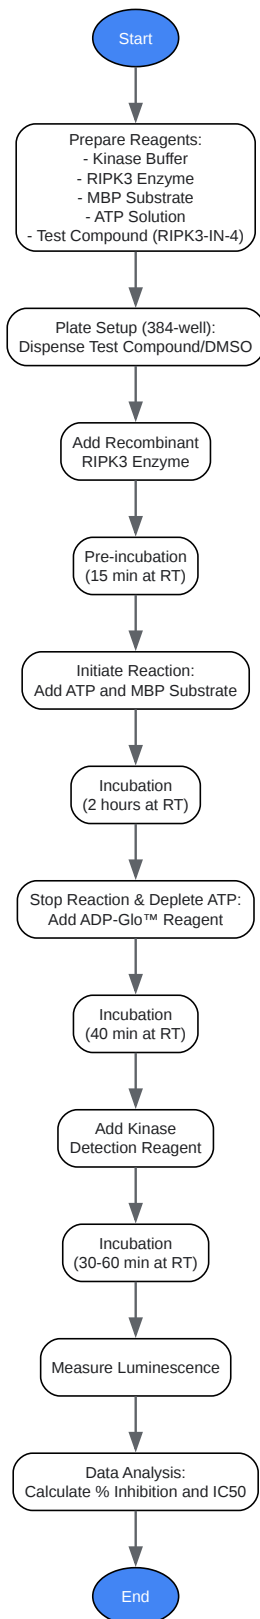 Start
Prepare Reagents:
- Kinase Buffer
- RIPK3 Enzyme
- MBP Substrate
- ATP Solution
- Test Compound (RIPK3-IN-4)
Plate Setup (384-well):
Dispense Test Compound/DMSO
Add Recombinant
RIPK3 Enzyme
Pre-incubation
(15 min at RT)
Initiate Reaction:
Add ATP and MBP Substrate
Incubation
(2 hours at RT)
Stop Reaction & Deplete ATP:
Add ADP-Glo™ Reagent
Incubation
(40 min at RT)
Add Kinase
Detection Reagent
Incubation
(30-60 min at RT)
Measure Luminescence
Data Analysis:
Calculate % Inhibition and IC50
End